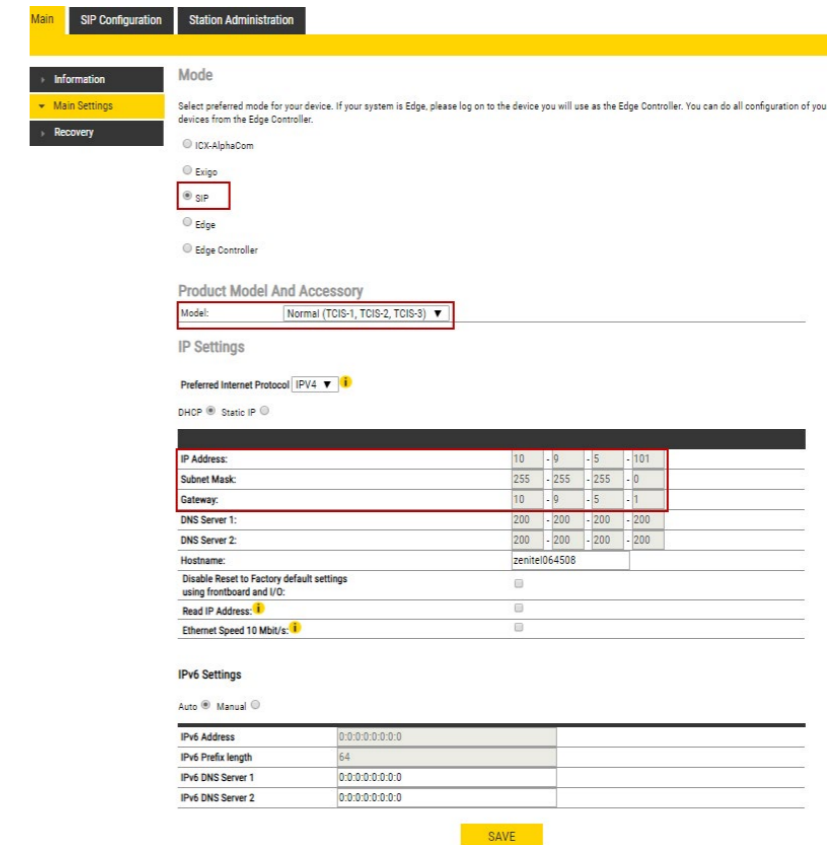 Main SIP Configuration Station Administration
Information
Main Settings
Recovery
Mode
Select preferred mode for your device. If your system is Edge, please log on to the device you will use as the Edge Controller. You can do all configuration of you
devices from the Edge Controller.
ICX-AlphaCom
Exigo
SIP
Edge
Edge Controller
Product Model And Accessory
Model: Normal (TCIS-1, TCIS-2, TCIS-3) ▼
IP Settings
Preferred Internet Protocol IPV4 ▼ i
DHCP Static IP
IP Address: 10 - 9 - 5 - 101
Subnet Mask: 255 - 255 - 255 - 0
Gateway: 10 - 9 - 5 - 1
DNS Server 1: 200 - 200 - 200 - 200
DNS Server 2: 200 - 200 - 200 - 200
Hostname: zenitel064508
Disable Reset to Factory default settings
using frontboard and I/O:
Read IP Address: i
Ethernet Speed 10 Mbit/s: i
IPv6 Settings
Auto Manual
IPv6 Address 0:0:0:0:0:0:0:0
IPv6 Prefix length 64
IPv6 DNS Server 1 0:0:0:0:0:0:0:0
IPv6 DNS Server 2 0:0:0:0:0:0:0:0
SAVE